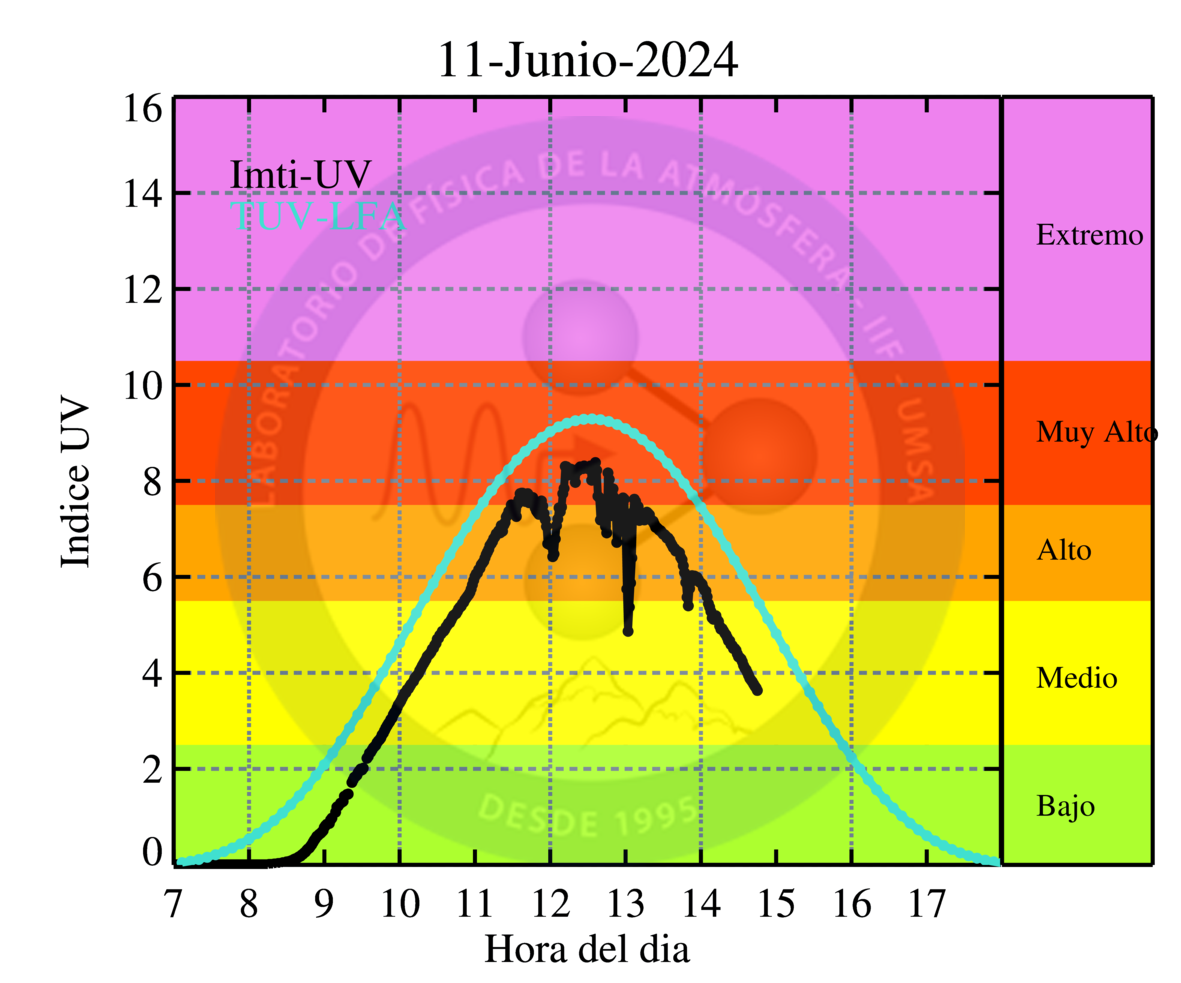 11-Junio-2024
Imti-UV
TUV-LFA
LABORATORIO DE FÍSICA DE LA ATMÓSFERA - IIF - UMSA
DESDE 1995
Indice UV
16
14
12
10
8
6
4
2
0
Extremo
Muy Alto
Alto
Medio
Bajo
7 8 9 10 11 12 13 14 15 16 17
Hora del dia